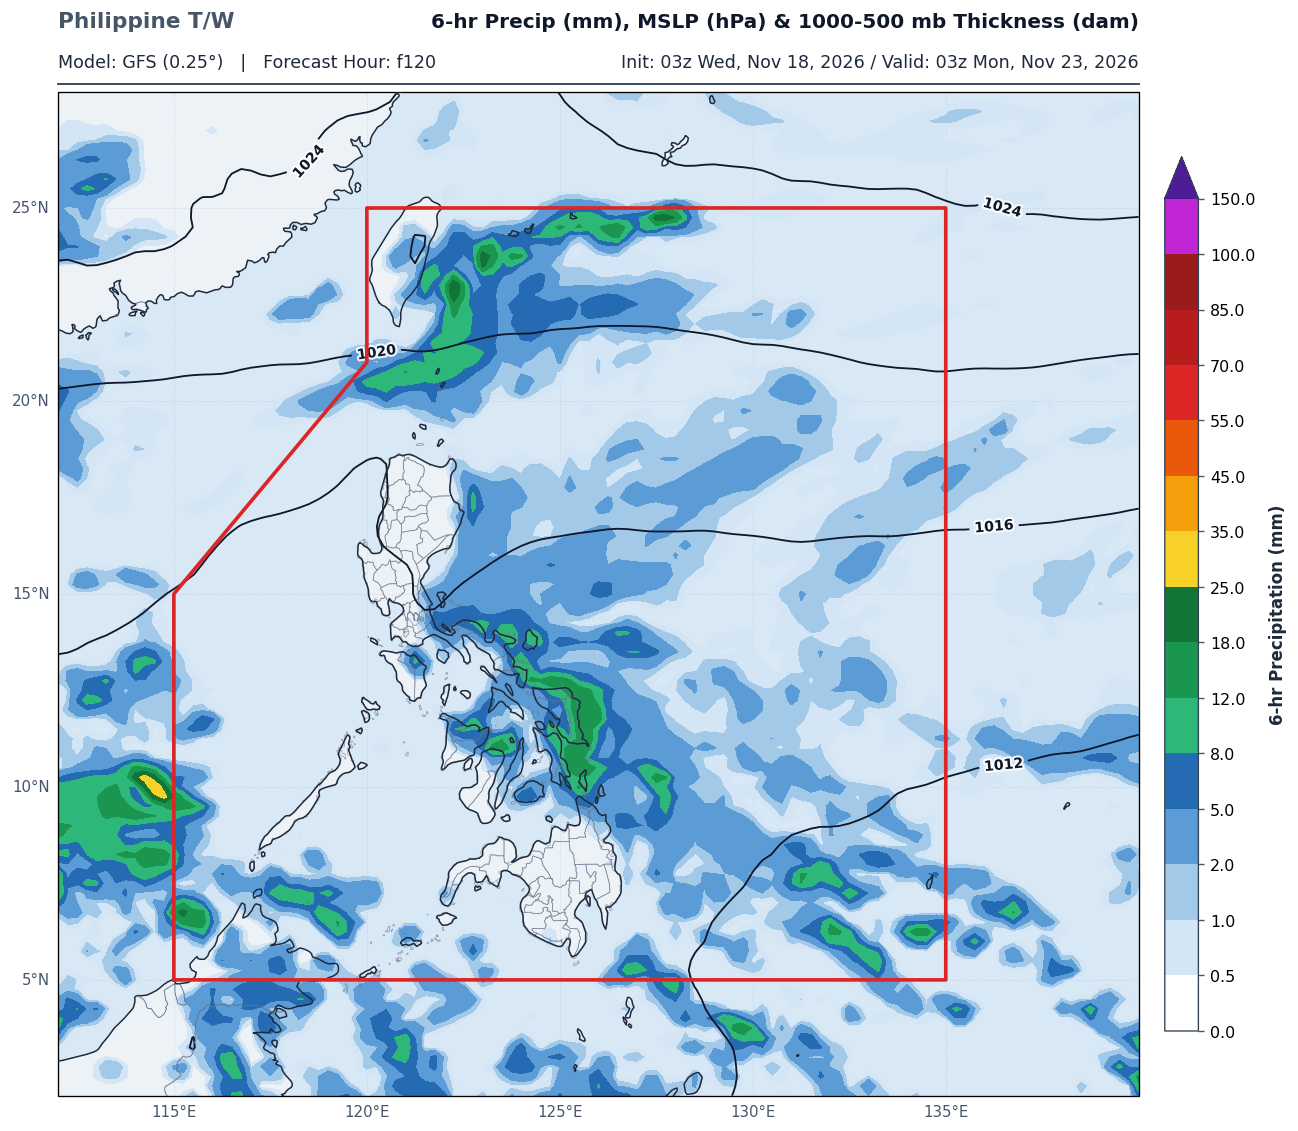 Philippine T/W
6-hr Precip (mm), MSLP (hPa) & 1000-500 mb Thickness (dam)
Model: GFS (0.25°) | Forecast Hour: f120
Init: 03z Wed, Nov 18, 2026 / Valid: 03z Mon, Nov 23, 2026
1024
1024
1020
1016
1012
25°N
20°N
15°N
10°N
5°N
115°E
120°E
125°E
130°E
135°E
150.0
100.0
85.0
70.0
55.0
45.0
35.0
25.0
18.0
12.0
8.0
5.0
2.0
1.0
0.5
0.0
6-hr Precipitation (mm)